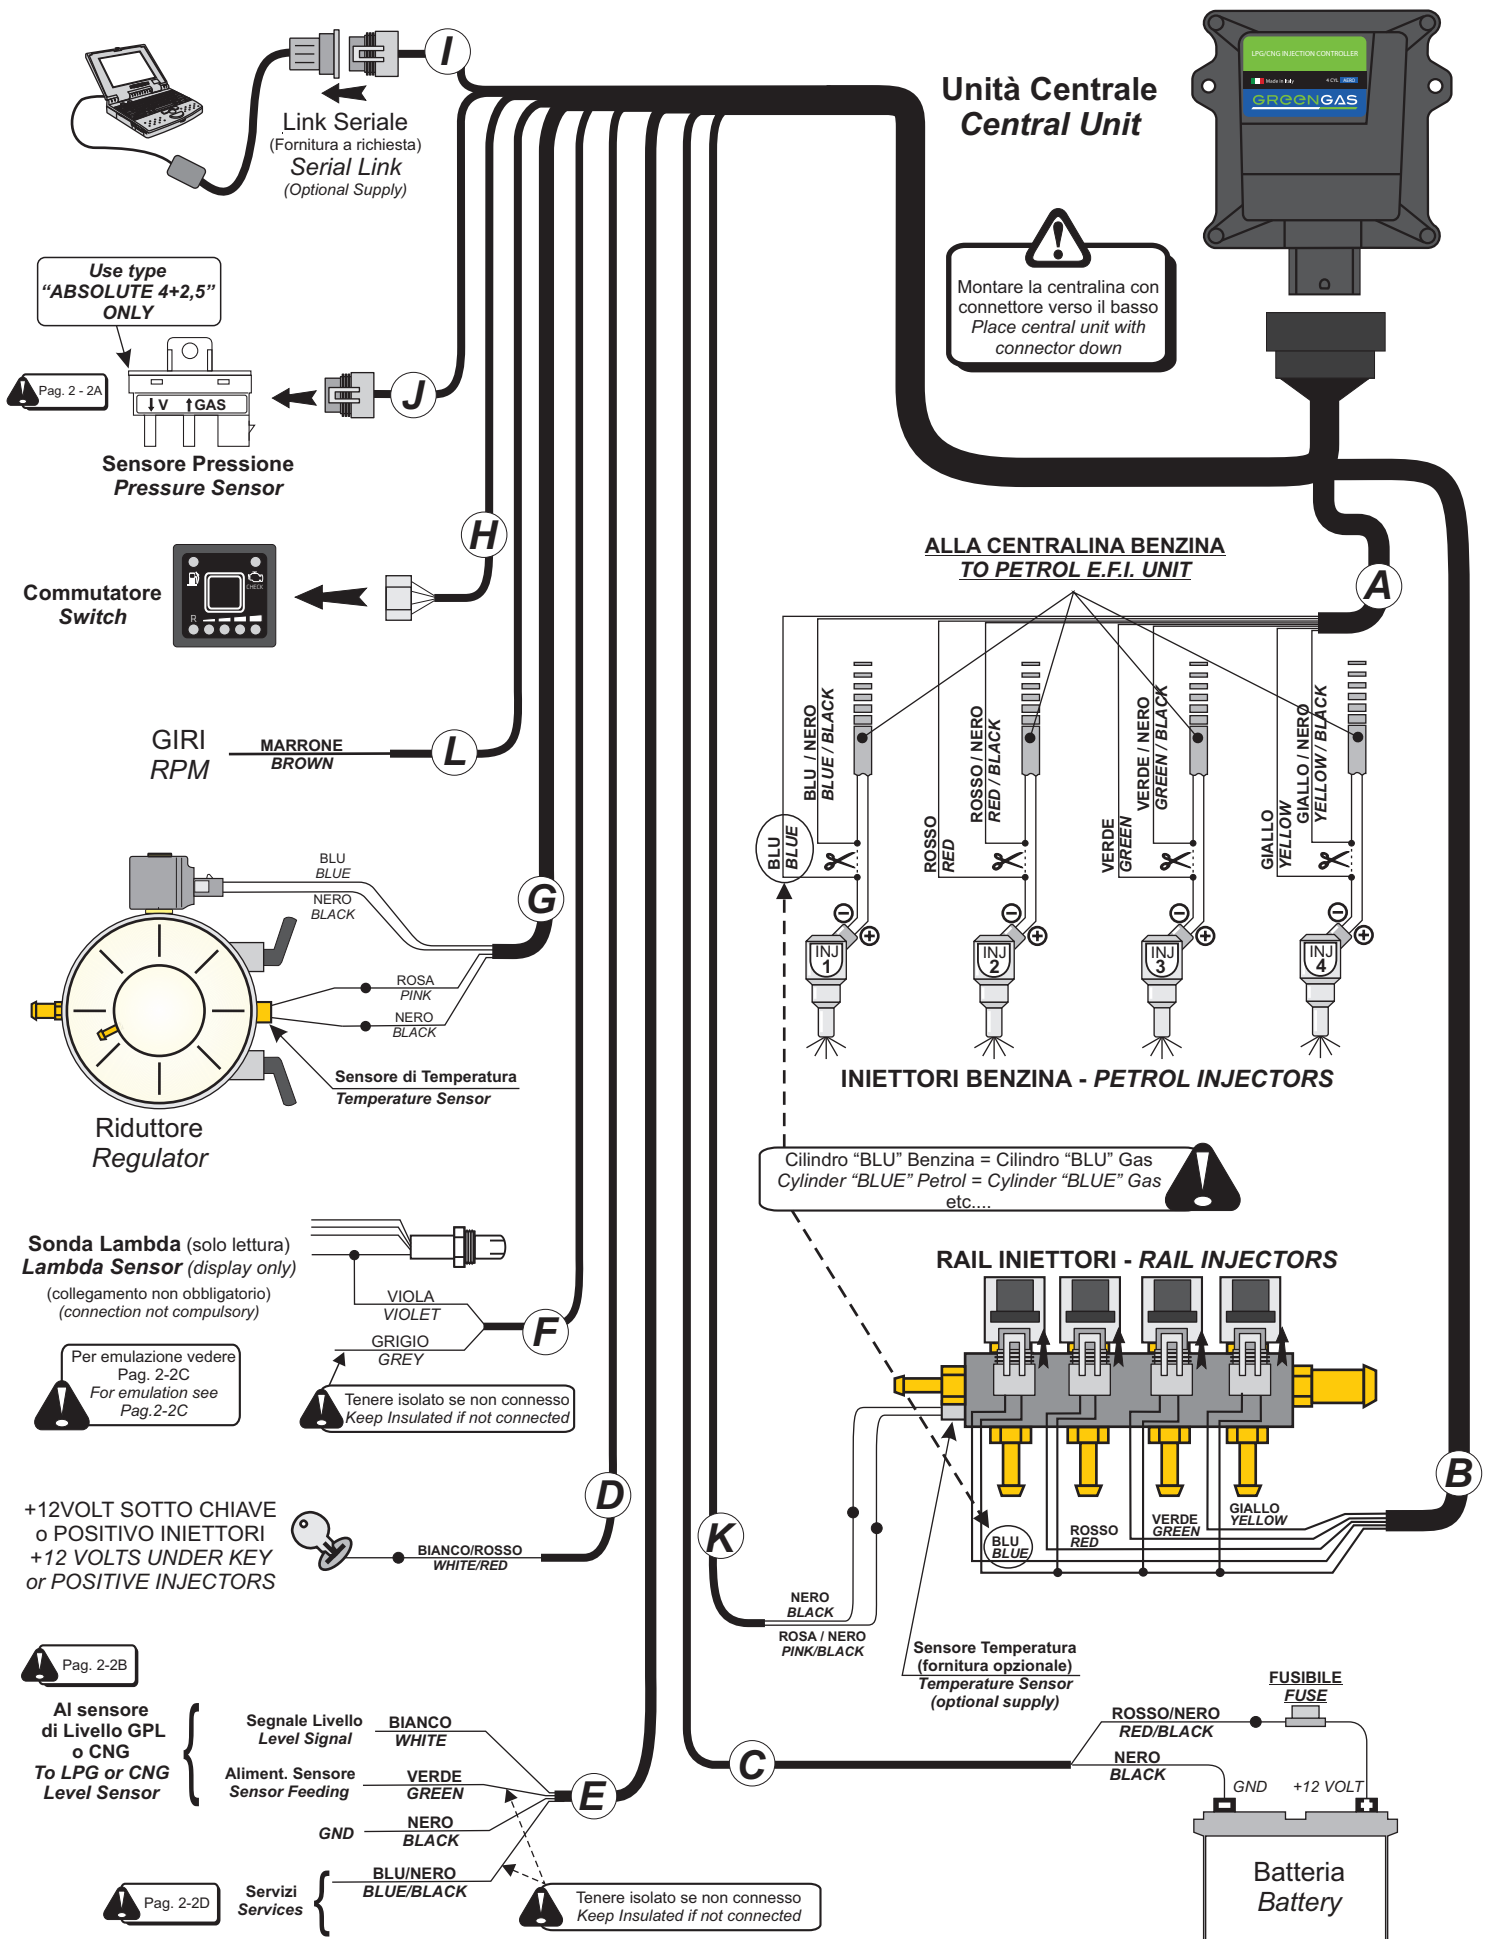 I
Link Seriale
(Fornitura a richiesta)
Serial Link
(Optional Supply)
Unità Centrale
Central Unit
LPG/CNG INJECTION CONTROLLER
Made in Italy
4 CYL AERO
GREENGAS
Montare la centralina con
connettore verso il basso
Place central unit with
connector down
Use type
“ABSOLUTE 4+2,5”
ONLY
Pag. 2 - 2A
V GAS
J
Sensore Pressione
Pressure Sensor
H
Commutatore
Switch
CHECK
R
GIRI
RPM
MARRONE
BROWN
L
ALLA CENTRALINA BENZINA
TO PETROL E.F.I. UNIT
A
BLU
BLUE
BLU / NERO
BLUE / BLACK
ROSSO
RED
ROSSO / NERO
RED / BLACK
VERDE
GREEN
VERDE / NERO
GREEN / BLACK
GIALLO
YELLOW
GIALLO / NERO
YELLOW / BLACK
INJ
1
INJ
2
INJ
3
INJ
4
INIETTORI BENZINA - PETROL INJECTORS
BLU
BLUE
NERO
BLACK
G
ROSA
PINK
NERO
BLACK
Sensore di Temperatura
Temperature Sensor
Riduttore
Regulator
Cilindro “BLU” Benzina = Cilindro “BLU” Gas
Cylinder “BLUE” Petrol = Cylinder “BLUE” Gas
etc....
Sonda Lambda (solo lettura)
Lambda Sensor (display only)
(collegamento non obbligatorio)
(connection not compulsory)
VIOLA
VIOLET
GRIGIO
GREY
F
Per emulazione vedere
Pag. 2-2C
For emulation see
Pag.2-2C
Tenere isolato se non connesso
Keep Insulated if not connected
RAIL INIETTORI - RAIL INJECTORS
B
BLU
BLUE
ROSSO
RED
VERDE
GREEN
GIALLO
YELLOW
+12VOLT SOTTO CHIAVE
o POSITIVO INIETTORI
+12 VOLTS UNDER KEY
or POSITIVE INJECTORS
BIANCO/ROSSO
WHITE/RED
D
K
NERO
BLACK
ROSA / NERO
PINK/BLACK
Sensore Temperatura
(fornitura opzionale)
Temperature Sensor
(optional supply)
Pag. 2-2B
Al sensore
di Livello GPL
o CNG
To LPG or CNG
Level Sensor
Segnale Livello
Level Signal
BIANCO
WHITE
Aliment. Sensore
Sensor Feeding
VERDE
GREEN
GND
NERO
BLACK
E
Pag. 2-2D
Servizi
Services
BLU/NERO
BLUE/BLACK
Tenere isolato se non connesso
Keep Insulated if not connected
C
ROSSO/NERO
RED/BLACK
NERO
BLACK
FUSIBILE
FUSE
GND
+12 VOLT
Batteria
Battery